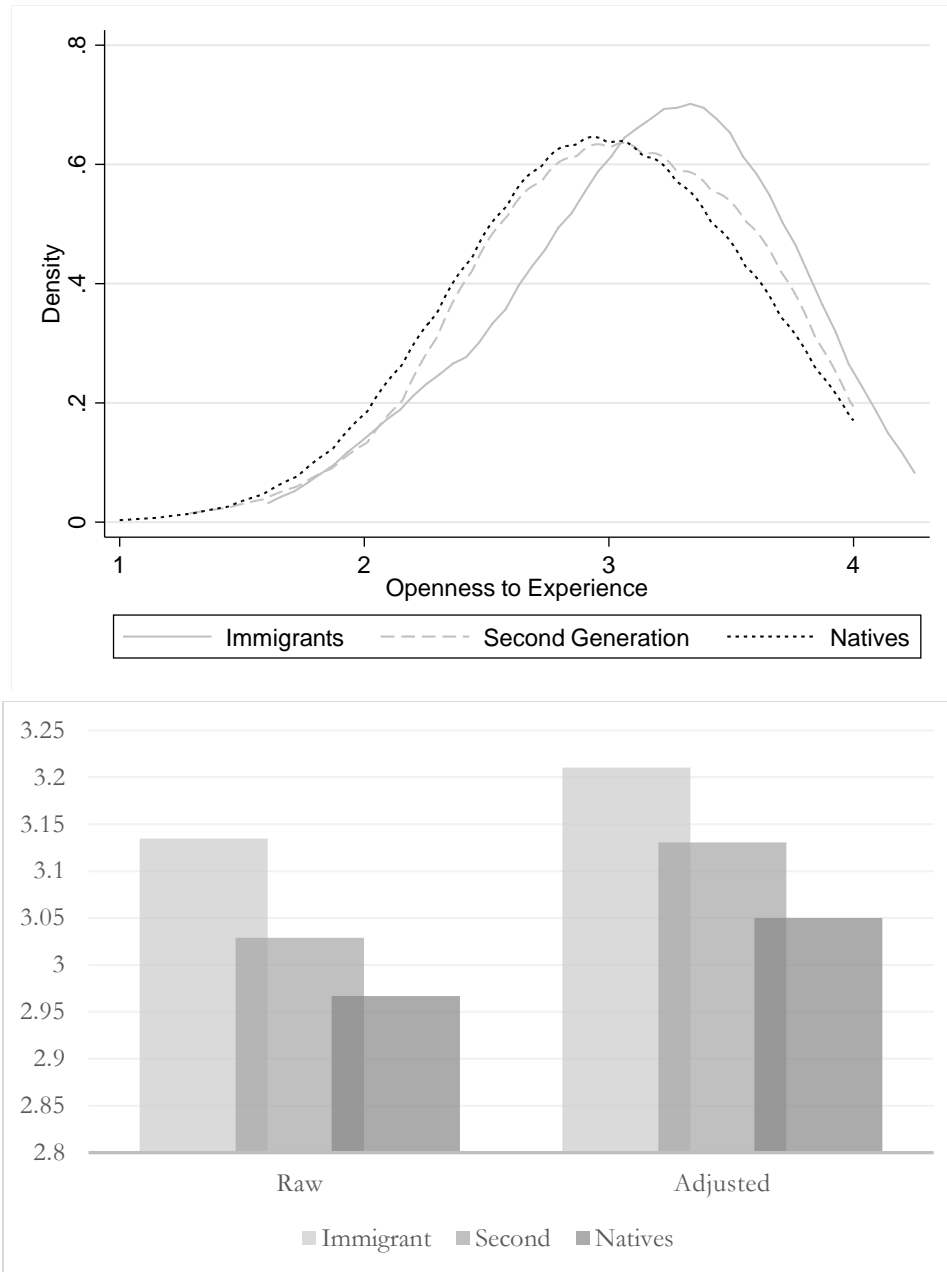 .8
.6
.4
.2
0
Density
1 2 3 4
Openness to Experience
Immigrants Second Generation Natives
3.25
3.2
3.15
3.1
3.05
3
2.95
2.9
2.85
2.8
Raw Adjusted
Immigrant Second Natives